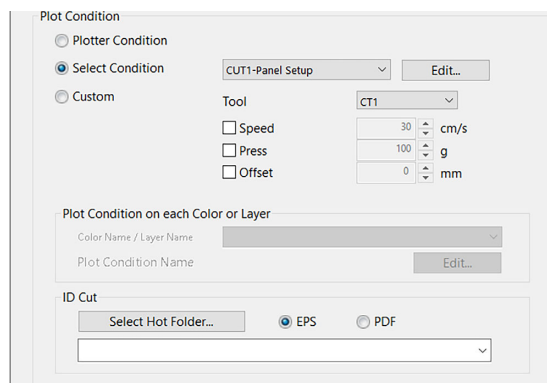 Plot Condition
Plotter Condition
Select Condition CUT1-Panel Setup Edit...
Custom Tool CT1
Speed 30 cm/s
Press 100 g
Offset 0 mm
Plot Condition on each Color or Layer
Color Name / Layer Name
Plot Condition Name Edit...
ID Cut
Select Hot Folder... EPS PDF